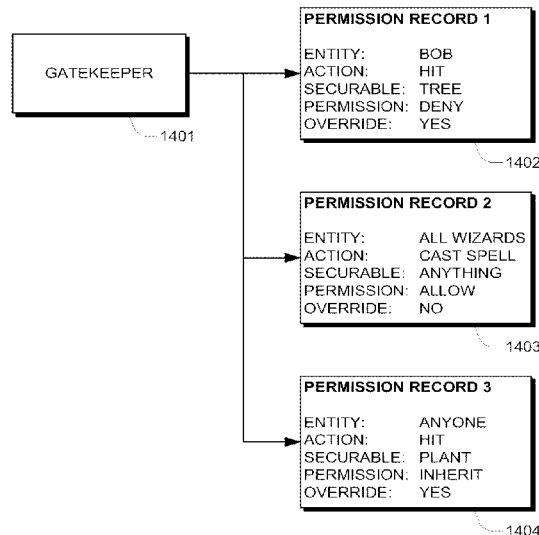 GATEKEEPER
1401
PERMISSION RECORD 1
ENTITY: BOB
ACTION: HIT
SECURABLE: TREE
PERMISSION: DENY
OVERRIDE: YES
1402
PERMISSION RECORD 2
ENTITY: ALL WIZARDS
ACTION: CAST SPELL
SECURABLE: ANYTHING
PERMISSION: ALLOW
OVERRIDE: NO
1403
PERMISSION RECORD 3
ENTITY: ANYONE
ACTION: HIT
SECURABLE: PLANT
PERMISSION: INHERIT
OVERRIDE: YES
1404